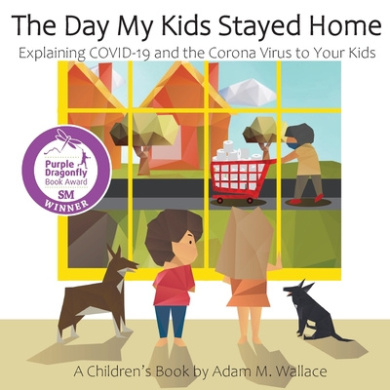 The Day My Kids Stayed Home
Explaining COVID-19 and the Corona Virus to Your Kids
Purple
Dragonfly
Book Award
SM
WINNER
A Children's Book by Adam M. Wallace